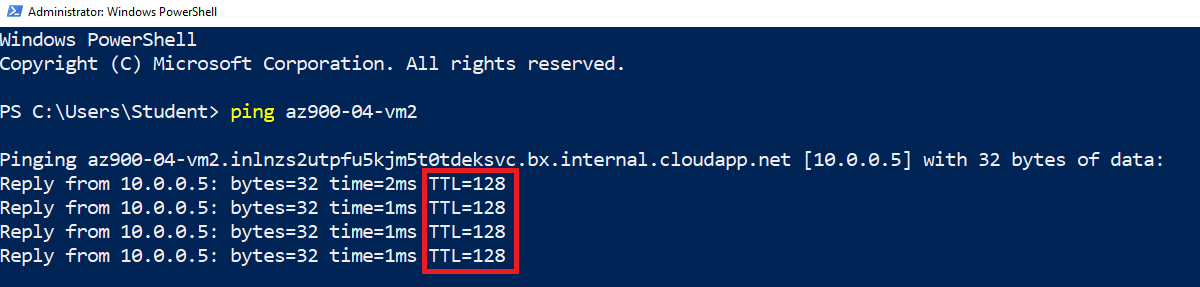 Administrator: Windows PowerShell
Windows PowerShell
Copyright (C) Microsoft Corporation. All rights reserved.
PS C:\Users\Student> ping az900-04-vm2
Pinging az900-04-vm2.inlnzs2utpfu5kjm5t0tdeksvc.bx.internal.cloudapp.net [10.0.0.5] with 32 bytes of data:
Reply from 10.0.0.5: bytes=32 time=2ms TTL=128
Reply from 10.0.0.5: bytes=32 time=1ms TTL=128
Reply from 10.0.0.5: bytes=32 time=1ms TTL=128
Reply from 10.0.0.5: bytes=32 time=1ms TTL=128